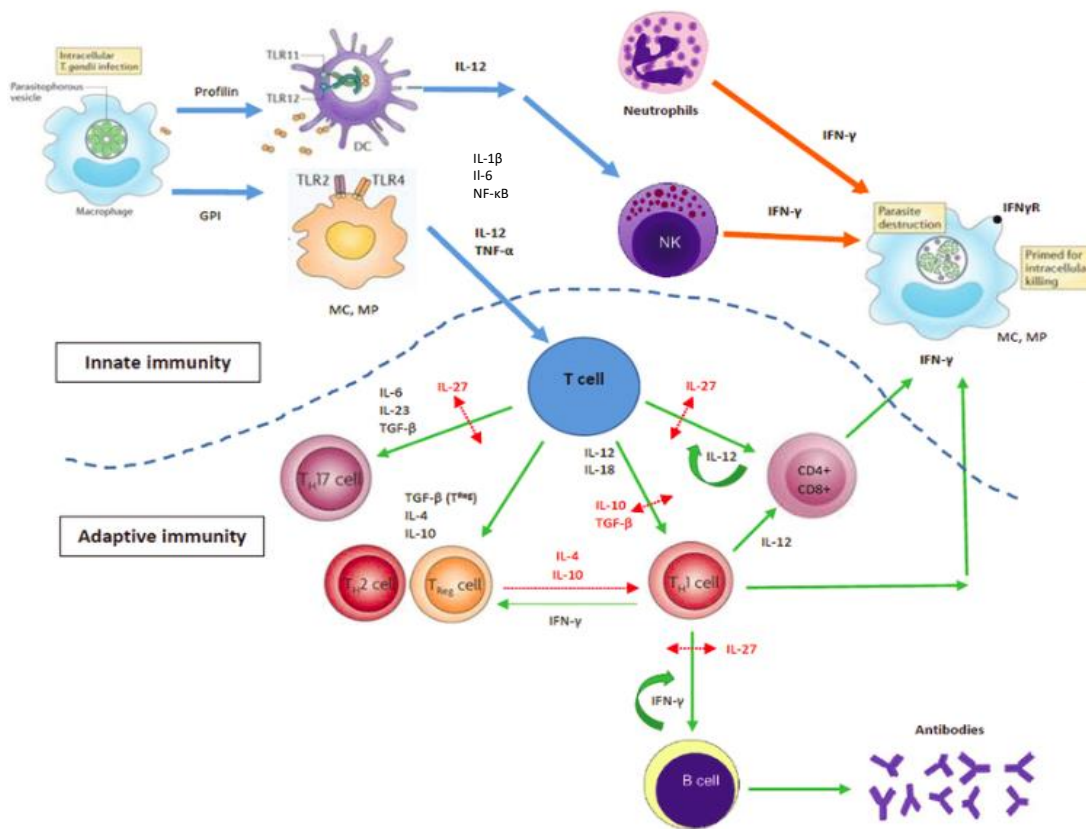 Intracellular
T. gondii infection
Parasitophorous
vesicle
Macrophage
Profilin
GPI
TLR11
TLR12
DC
IL-12
TLR2
TLR4
MC, MP
IL-1β
Il-6
NF-κB
IL-12
TNF-α
Neutrophils
NK
IFN-γ
IFN-γ
Parasite
destruction
IFNγR
Primed for
intracellular
killing
MC, MP
IFN-γ
Innate immunity
Adaptive immunity
T cell
IL-6
IL-23
TGF-β
IL-27
TH17 cell
TGF-β (TReg)
IL-4
IL-10
TH2 cell
TReg cell
IL-12
IL-18
IL-10
TGF-β
IL-27
IL-12
CD4+
CD8+
IL-12
IL-4
IL-10
IFN-γ
TH1 cell
IL-27
IFN-γ
B cell
Antibodies